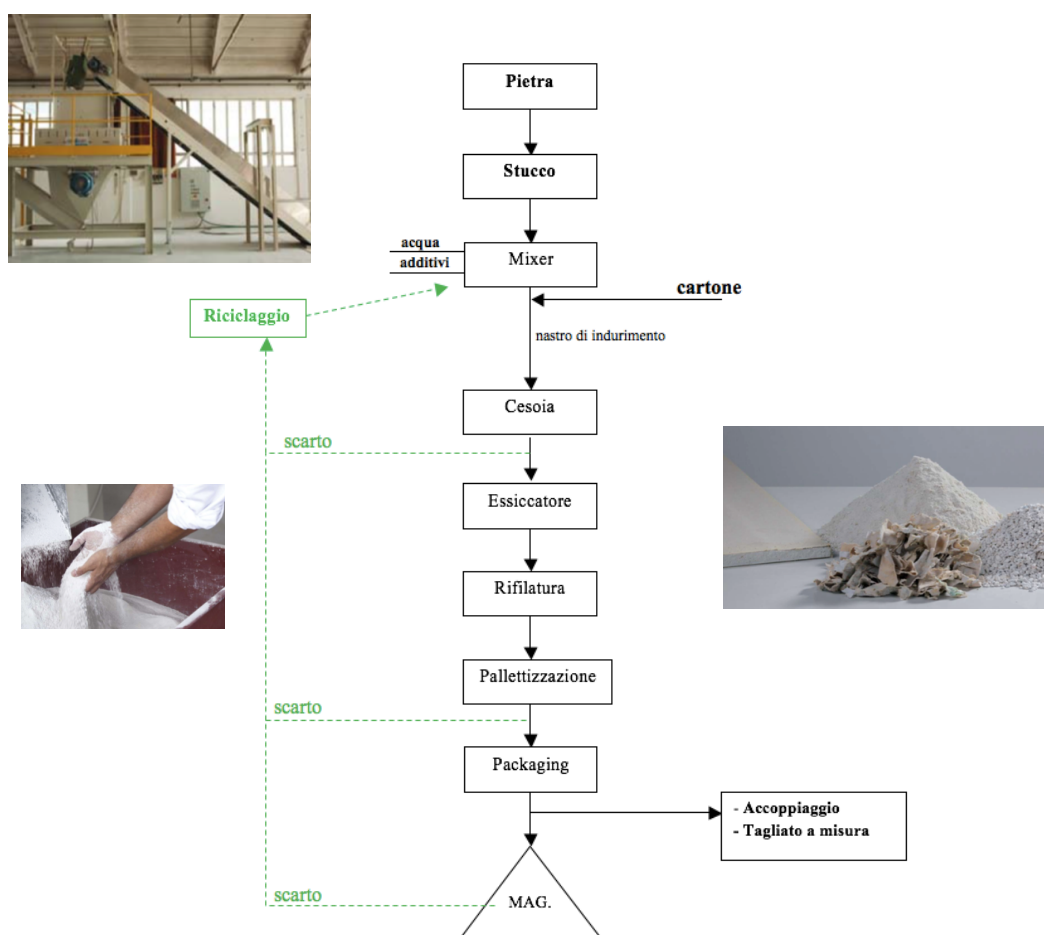 Pietra
Stucco
acqua
additivi
Mixer
cartone
Riciclaggio
nastro di indurimento
Cesoia
scarto
Essiccatore
Rifilatura
Pallettizzazione
scarto
Packaging
- Accoppiaggio
- Tagliato a misura
scarto
MAG.